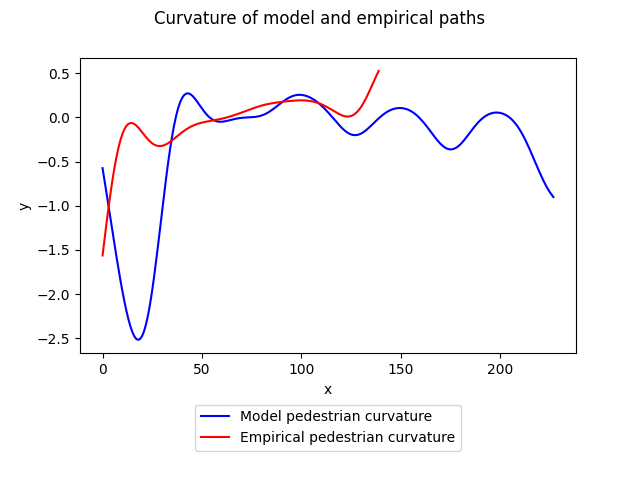 Curvature of model and empirical paths
0.5
0.0
−0.5
−1.0
−1.5
−2.0
−2.5
y
0 50 100 150 200
x
Model pedestrian curvature
Empirical pedestrian curvature